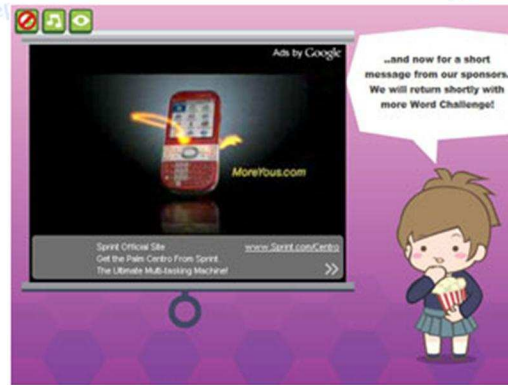 Ads by Google
..and now for a short
message from our sponsors.
We will return shortly with
more Word Challenge!
MoreYous.com
Sprint Official Site
www.Sprint.com/Centro
Get the Palm Centro From Sprint.
The Ultimate Multi-tasking Machine!